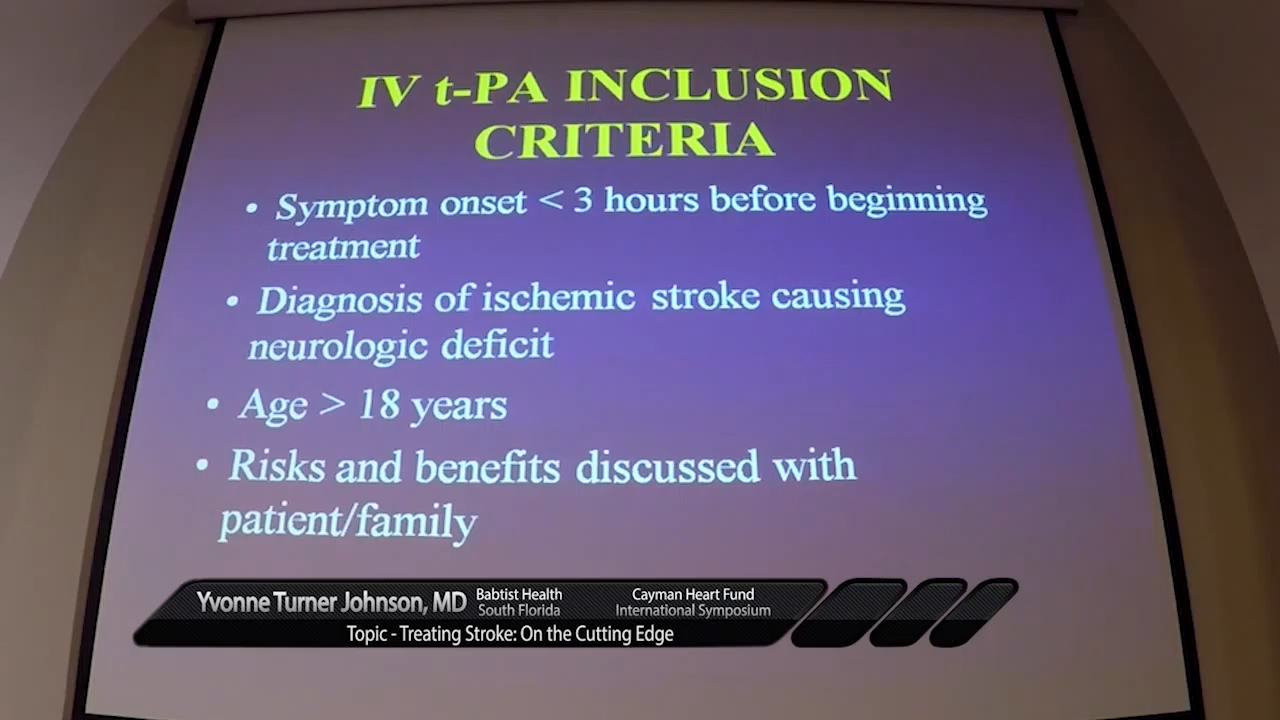 IV t-PA INCLUSION
CRITERIA
• Symptom onset < 3 hours before beginning
treatment
• Diagnosis of ischemic stroke causing
neurologic deficit
• Age > 18 years
• Risks and benefits discussed with
patient/family
Yvonne Turner Johnson, MD
Babtist Health
South Florida
Cayman Heart Fund
International Symposium
Topic - Treating Stroke: On the Cutting Edge